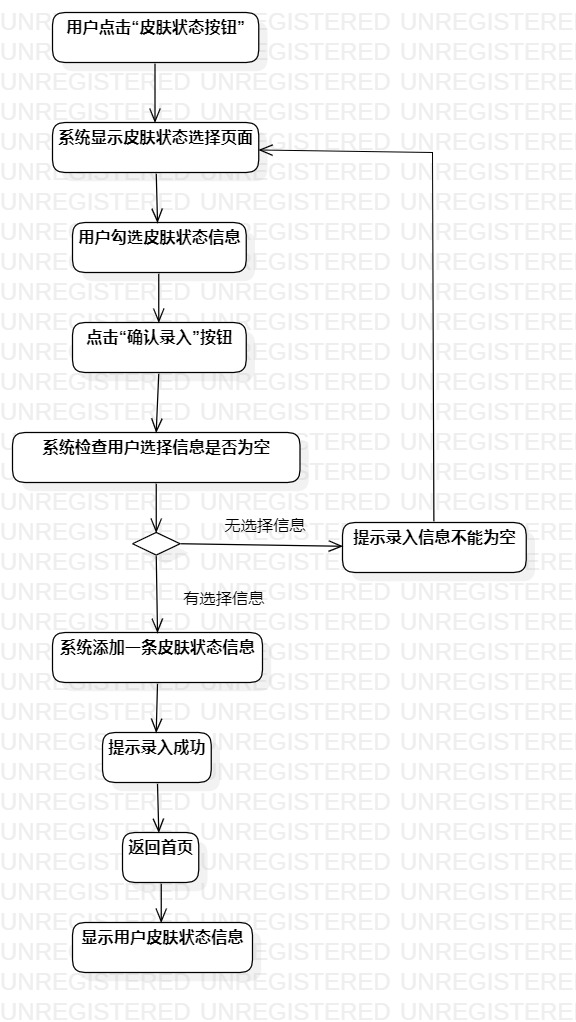 用户点击“皮肤状态按钮”
系统显示皮肤状态选择页面
用户勾选皮肤状态信息
点击“确认录入”按钮
系统检查用户选择信息是否为空
无选择信息
提示录入信息不能为空
有选择信息
系统添加一条皮肤状态信息
提示录入成功
返回首页
显示用户皮肤状态信息
UNREGISTERED